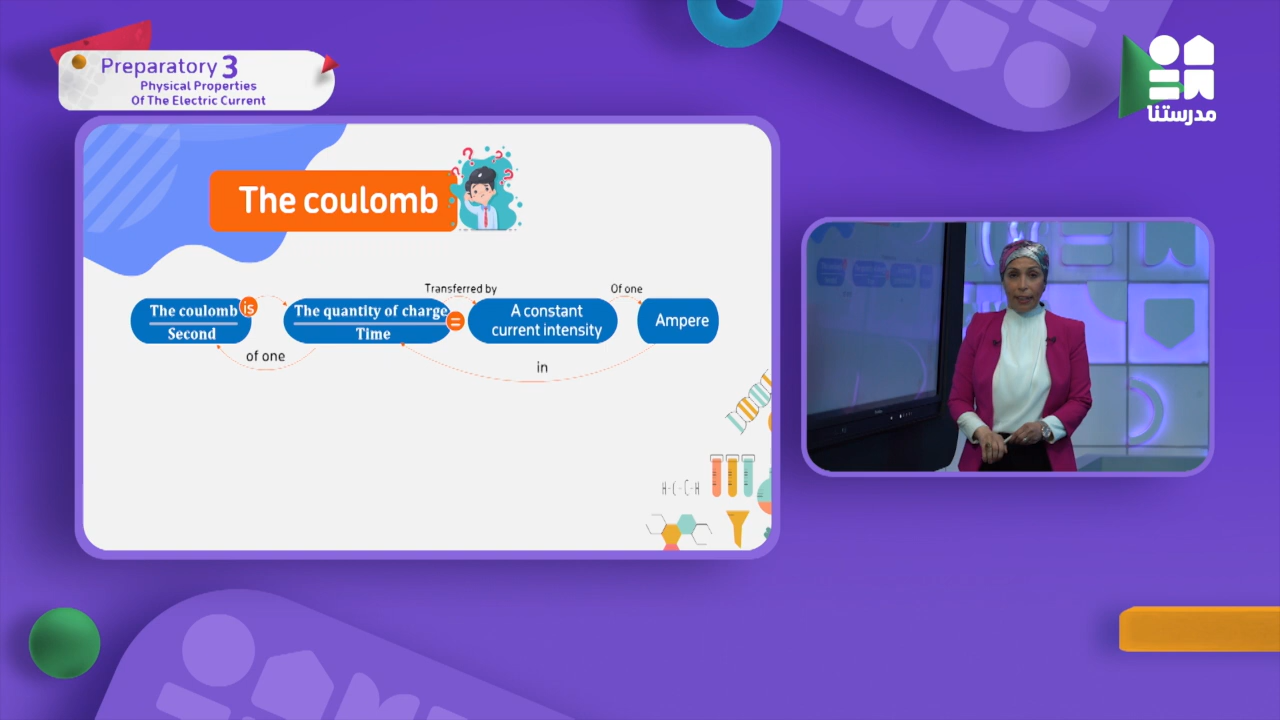 Preparatory 3
Physical Properties
Of The Electric Current
مدرستنا
The coulomb
Transferred by
Of one
The coulomb
Second
is
The quantity of charge
Time
=
A constant
current intensity
Ampere
of one
in
H-C-C-H